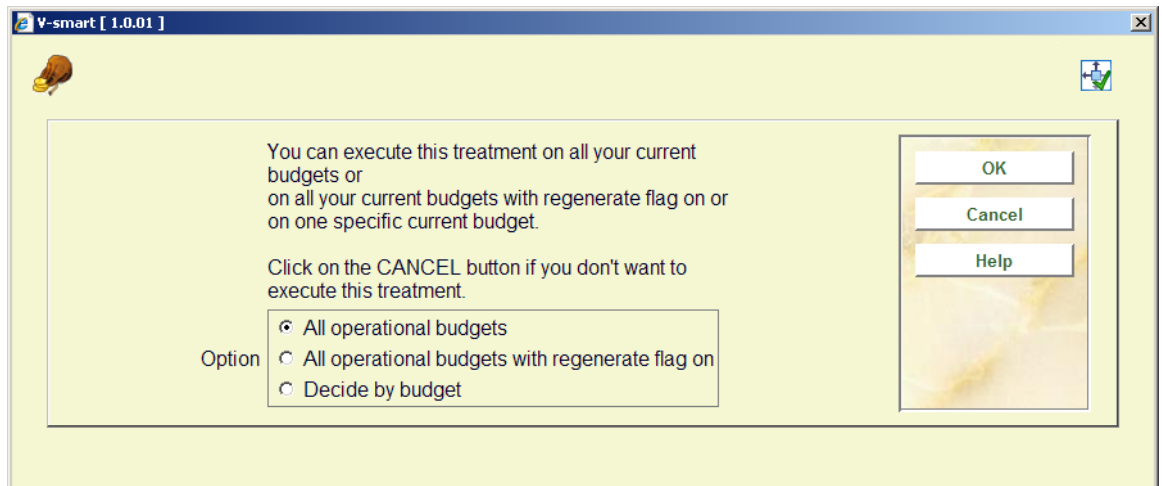 V-smart [ 1.0.01 ]
You can execute this treatment on all your current
budgets or
on all your current budgets with regenerate flag on or
on one specific current budget.
Click on the CANCEL button if you don't want to
execute this treatment.
Option
All operational budgets
All operational budgets with regenerate flag on
Decide by budget
OK
Cancel
Help